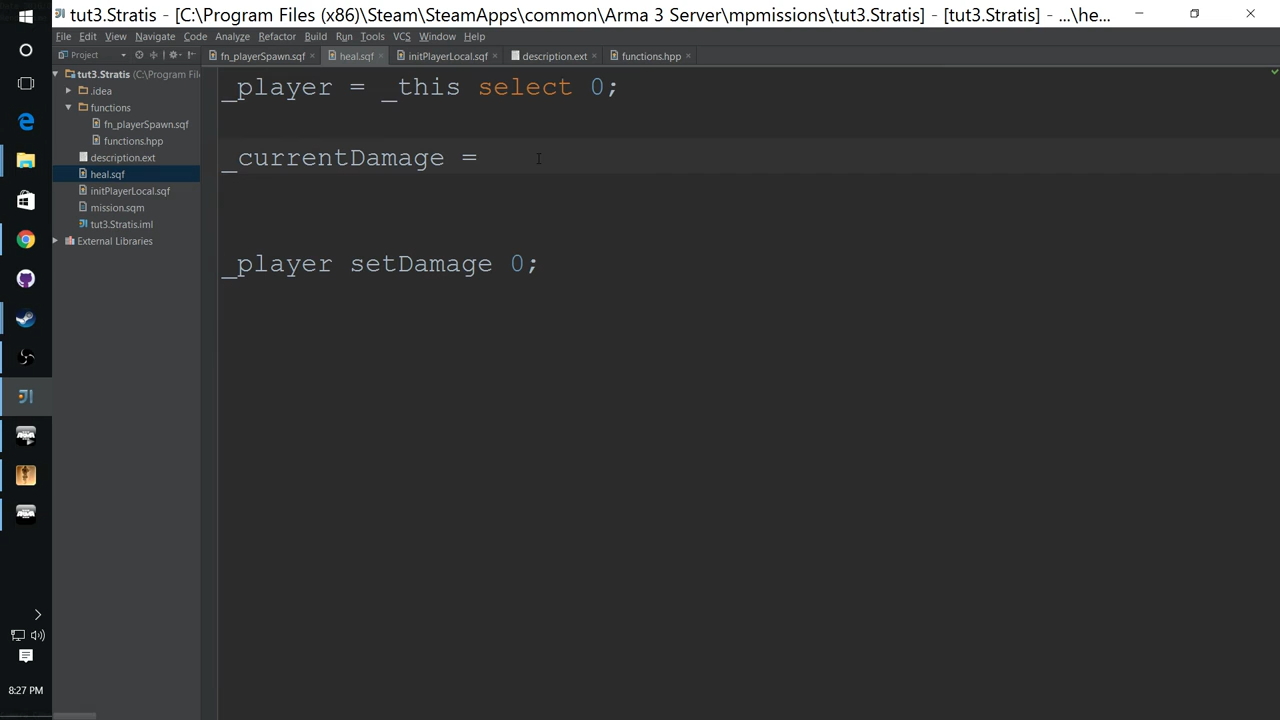 tut3.Stratis - [C:\Program Files (x86)\Steam\SteamApps\common\Arma 3 Server\mpmissions\tut3.Stratis] - [tut3.Stratis] - ...\he...
File Edit View Navigate Code Analyze Refactor Build Run Tools VCS Window Help
Project fn_playerSpawn.sqf heal.sqf initPlayerLocal.sqf description.ext functions.hpp
tut3.Stratis (C:\Program Fil
.idea
functions
fn_playerSpawn.sqf
functions.hpp
description.ext
heal.sqf
initPlayerLocal.sqf
mission.sqm
tut3.Stratis.iml
External Libraries
_player = _this select 0;
_currentDamage =
_player setDamage 0;
8:27 PM